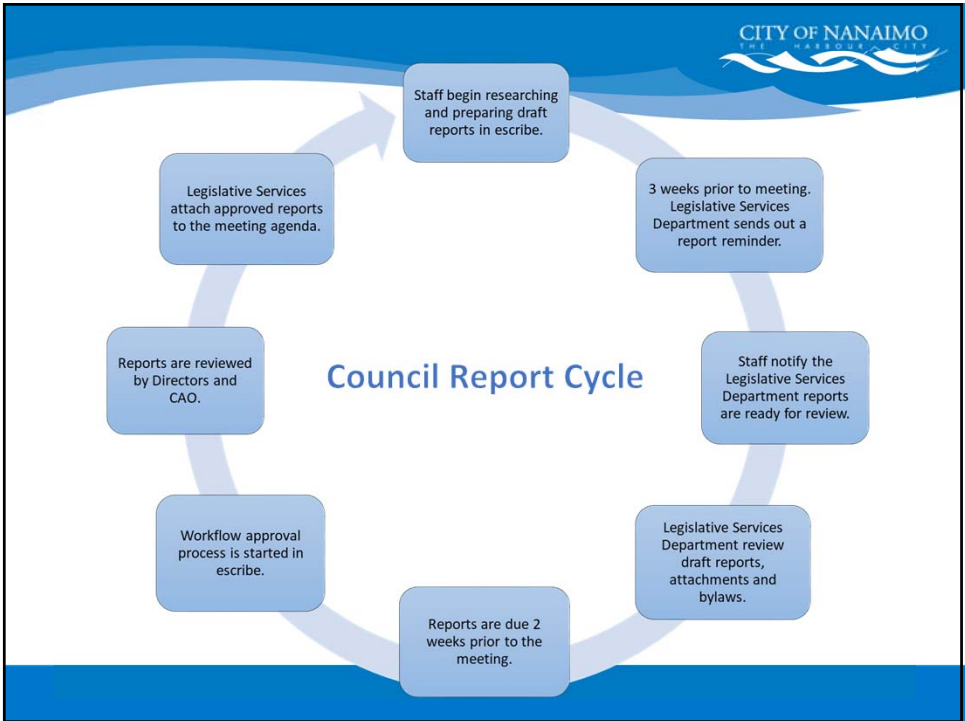 CITY OF NANAIMO
THE HARBOUR CITY
Staff begin researching
and preparing draft
reports in escribe.
3 weeks prior to meeting.
Legislative Services
Department sends out a
report reminder.
Staff notify the
Legislative Services
Department reports
are ready for review.
Legislative Services
Department review
draft reports,
attachments and
bylaws.
Reports are due 2
weeks prior to the
meeting.
Workflow approval
process is started in
escribe.
Reports are reviewed
by Directors and
CAO.
Legislative Services
attach approved reports
to the meeting agenda.
Council Report Cycle